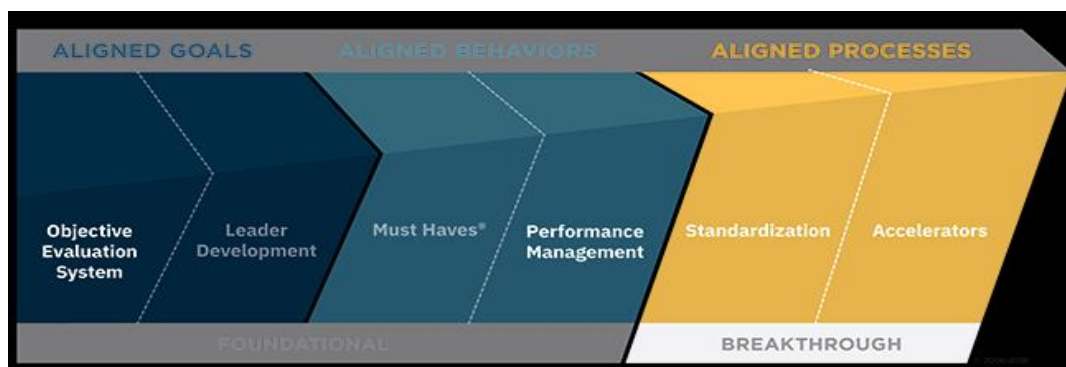 ALIGNED GOALS
ALIGNED BEHAVIORS
ALIGNED PROCESSES
Objective
Evaluation
System
Leader
Development
Must Haves®
Performance
Management
Standardization
Accelerators
FOUNDATIONAL
BREAKTHROUGH